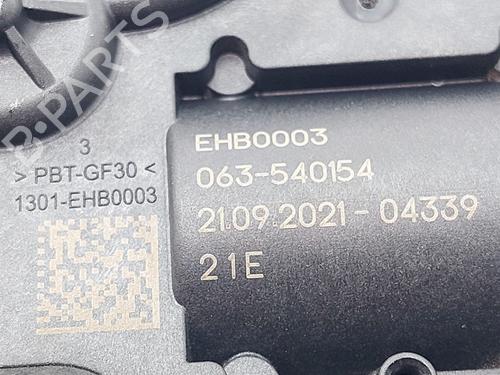 B-PARTS
3
>PBT-GF30<
1301-EHB0003
EHB0003
063-540154
21.09.2021-04339
21E